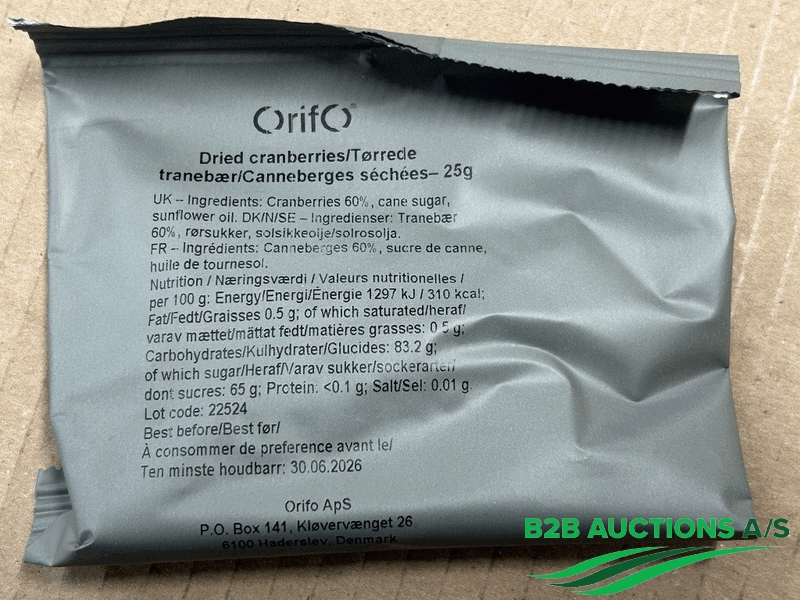 OrifO®
Dried cranberries/Tørrede
tranebær/Canneberges séchées– 25g
UK – Ingredients: Cranberries 60%, cane sugar,
sunflower oil. DK/N/SE – Ingredienser: Tranebær
60%, rørsukker, solsikkeolje/solrosolja.
FR – Ingrédients: Canneberges 60%, sucre de canne,
huile de tournesol.
Nutrition / Næringsværdi / Valeurs nutritionelles /
per 100 g: Energy/Energi/Énergie 1297 kJ / 310 kcal;
Fat/Fedt/Graisses 0.5 g; of which saturated/heraf/
varav mættet/mättat fedt/matières grasses: 0.5 g;
Carbohydrates/Kulhydrater/Glucides: 83.2 g;
of which sugar/Heraf/Varav sukker/sockerarter/
dont sucres: 65 g; Protein: <0.1 g; Salt/Sel: 0.01 g.
Lot code: 22524
Best before/Best før/
À consommer de preference avant le/
Ten minste houdbarr: 30.06.2026
Orifo ApS
P.O. Box 141, Kløvervænget 26
6100 Haderslev, Denmark
B2B AUCTIONS A/S